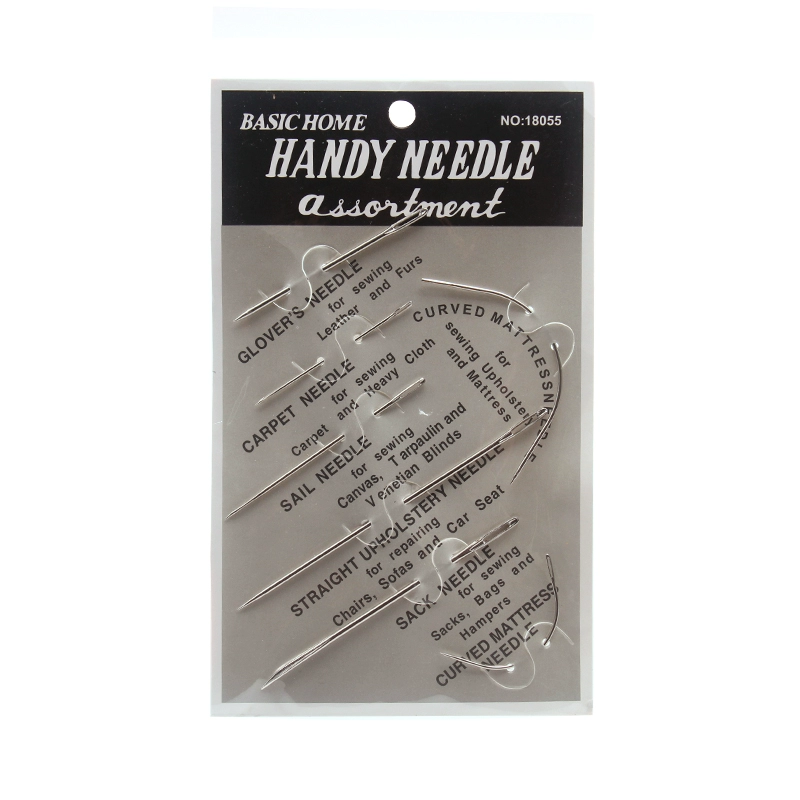 BASIC HOME
NO:18055
HANDY NEEDLE
assortment
GLOVER'S NEEDLE
for sewing
Leather and Furs
CURVED MATTRESSNEEDLE
for
sewing Upholstery
and Mattress
CARPET NEEDLE
for sewing
Carpet and Heavy Cloth
SAIL NEEDLE
for sewing
Canvas, Tarpaulin and
Venetian Blinds
STRAIGHT UPHOLSTERY NEEDLE
for repairing
Chairs, Sofas and Car Seat
SACK NEEDLE
for sewing
Sacks, Bags and
Hampers
CURVED MATTRESS
NEEDLE